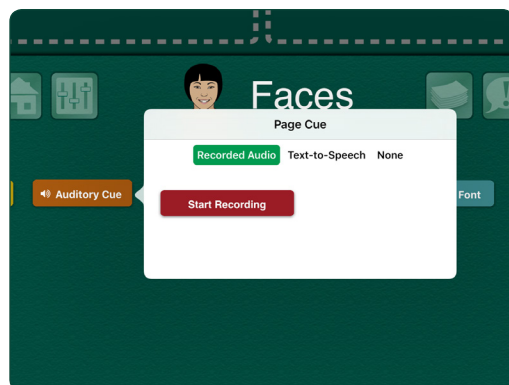 Faces
Page Cue
Recorded Audio Text-to-Speech None
Auditory Cue
Start Recording
Font